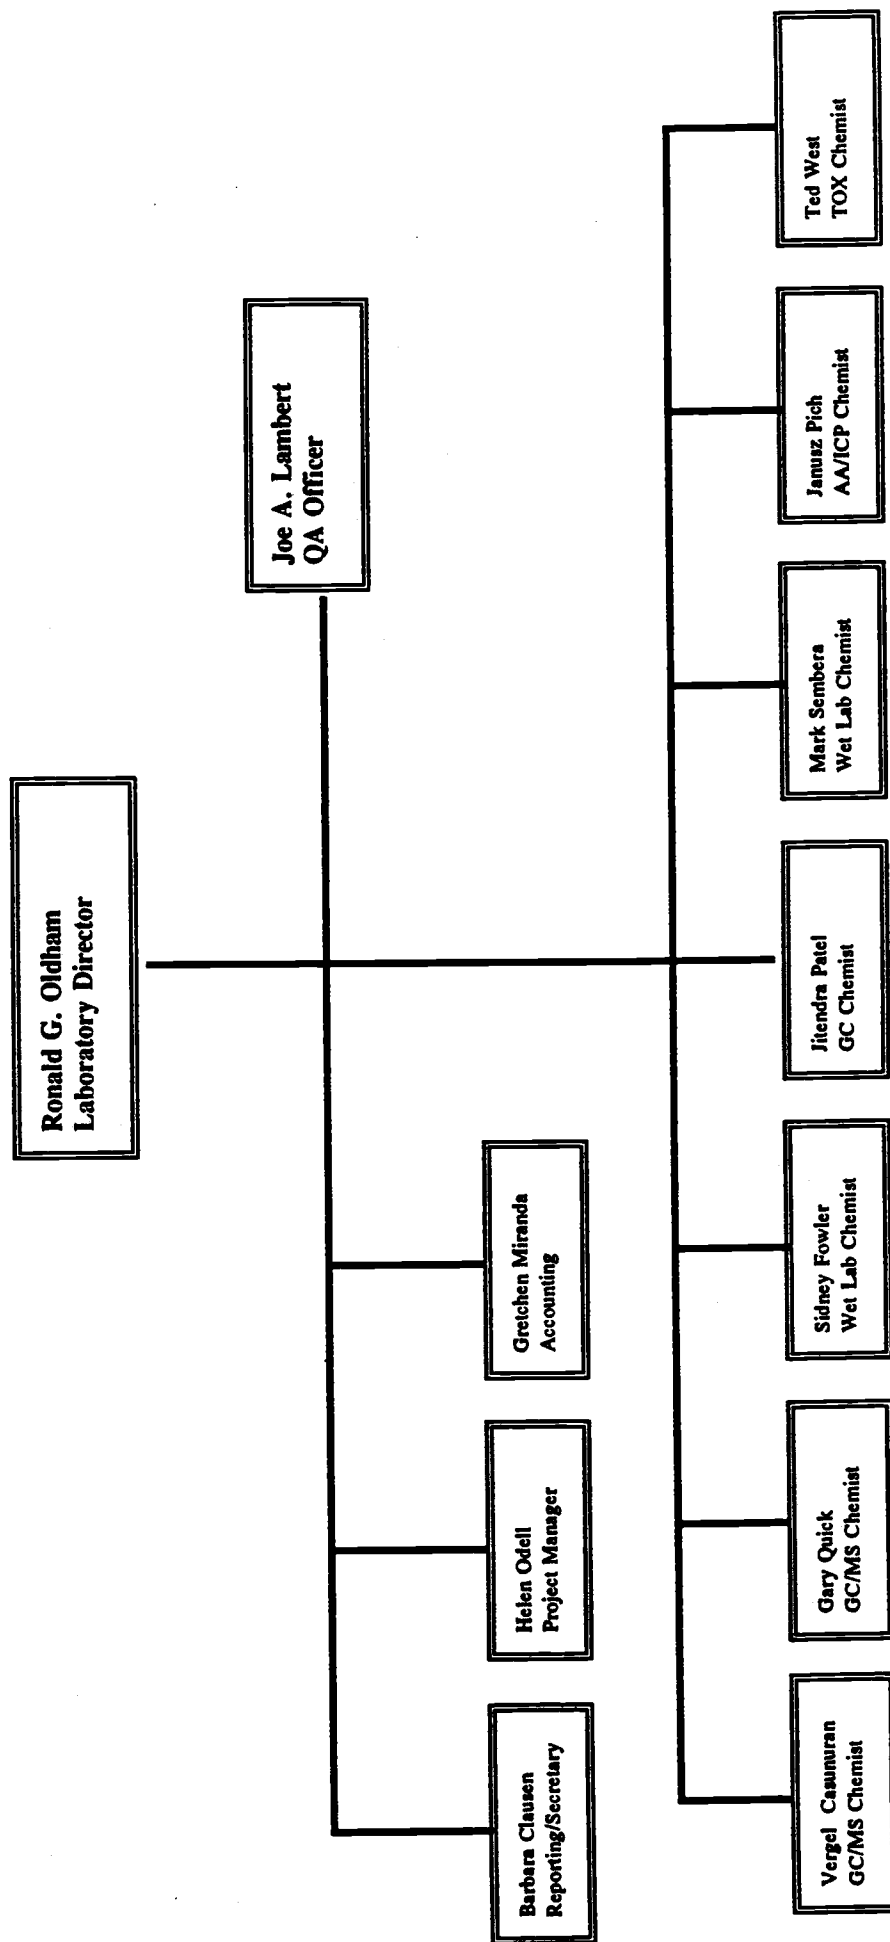 Ronald G. Oldham
Laboratory Director
Joe A. Lambert
QA Officer
Barbara Clausen
Reporting/Secretary
Helen Odell
Project Manager
Gretchen Miranda
Accounting
Vergel Casunuran
GC/MS Chemist
Gary Quick
GC/MS Chemist
Sidney Fowler
Wet Lab Chemist
Jitendra Patel
GC Chemist
Mark Sembera
Wet Lab Chemist
Janusz Pich
AA/ICP Chemist
Ted West
TOX Chemist